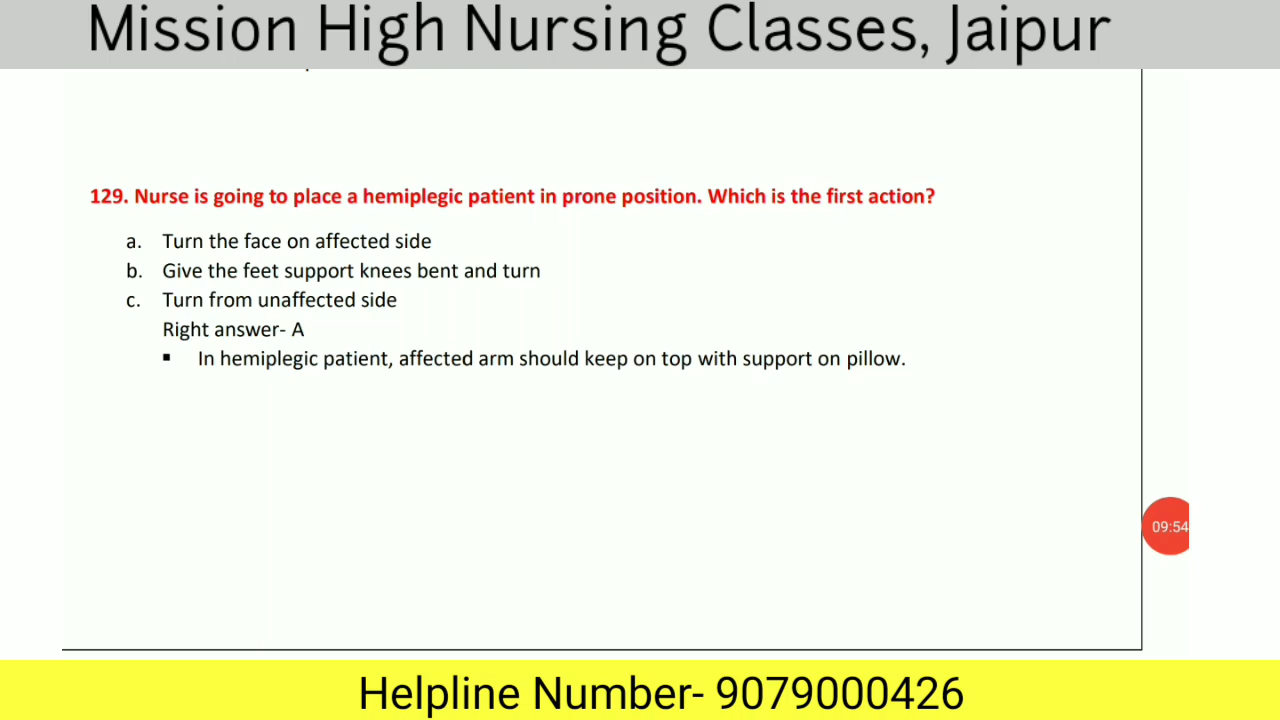 Mission High Nursing Classes, Jaipur
129. Nurse is going to place a hemiplegic patient in prone position. Which is the first action?
a. Turn the face on affected side
b. Give the feet support knees bent and turn
c. Turn from unaffected side
Right answer- A
▪ In hemiplegic patient, affected arm should keep on top with support on pillow.
09:54
Helpline Number- 9079000426